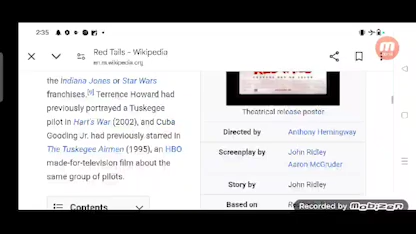 2:35
Red Tails - Wikipedia
en.m.wikipedia.org
the Indiana Jones or Star Wars
franchises.[9] Terrence Howard had
previously portrayed a Tuskegee
pilot in Hart's War (2002), and Cuba
Gooding Jr. had previously starred in
The Tuskegee Airmen (1995), an HBO
made-for-television film about the
same group of pilots.
Contents
Theatrical release poster
Directed by Anthony Hemingway
Screenplay by John Ridley
Aaron McGruder
Story by John Ridley
Based on
Recorded by Mobizen